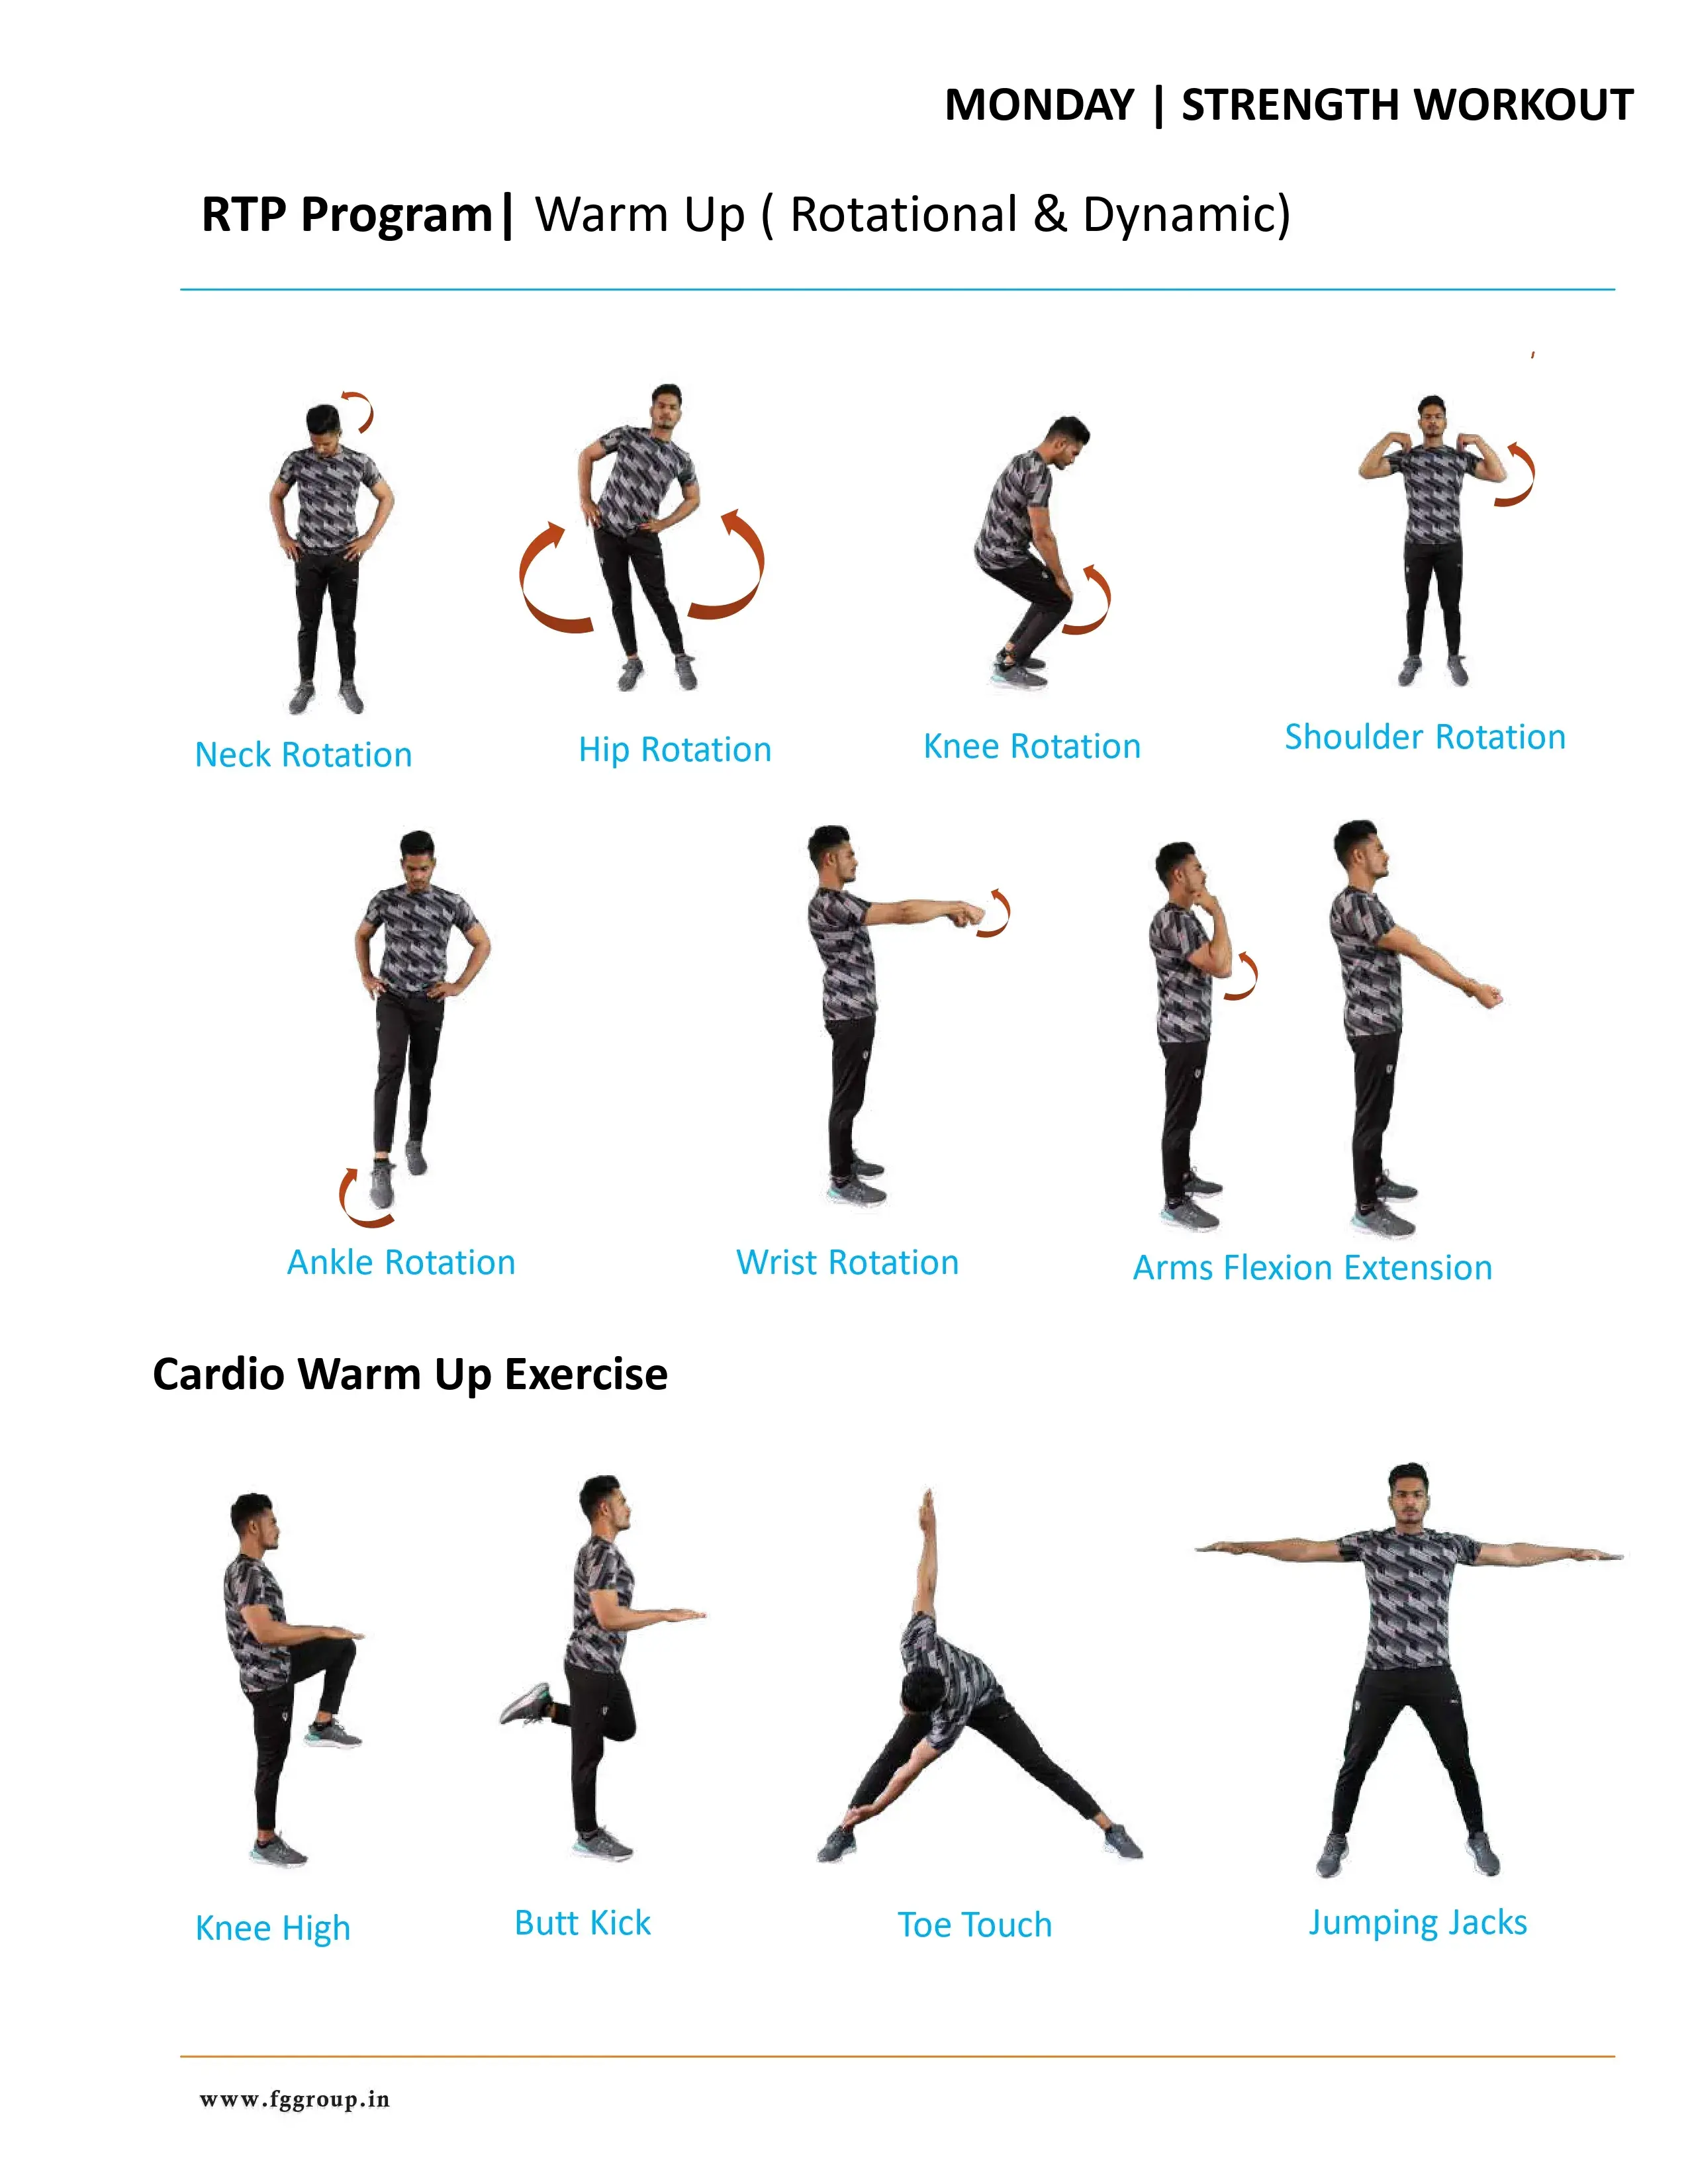 MONDAY | STRENGTH WORKOUT
RTP Program| Warm Up ( Rotational & Dynamic)
Neck Rotation
Hip Rotation
Knee Rotation
Shoulder Rotation
Ankle Rotation
Wrist Rotation
Arms Flexion Extension
Cardio Warm Up Exercise
Knee High
Butt Kick
Toe Touch
Jumping Jacks
www.fggroup.in